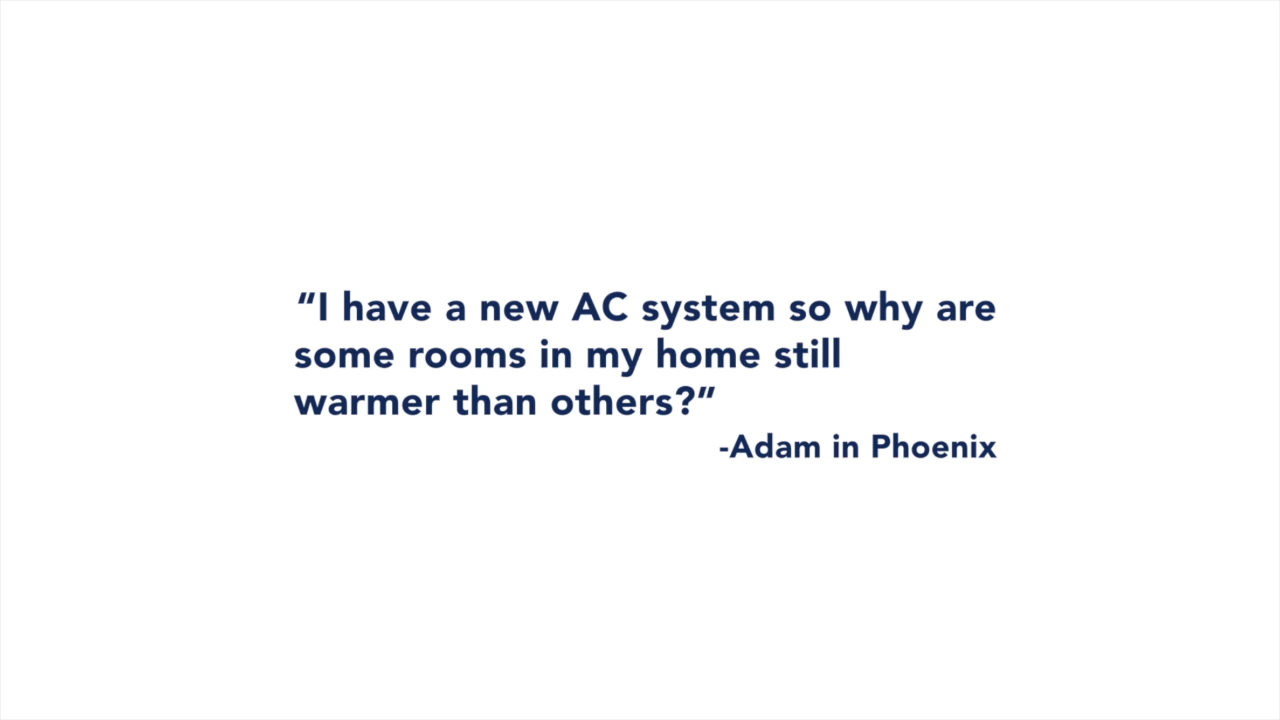 “I have a new AC system so why are
some rooms in my home still
warmer than others?”
-Adam in Phoenix